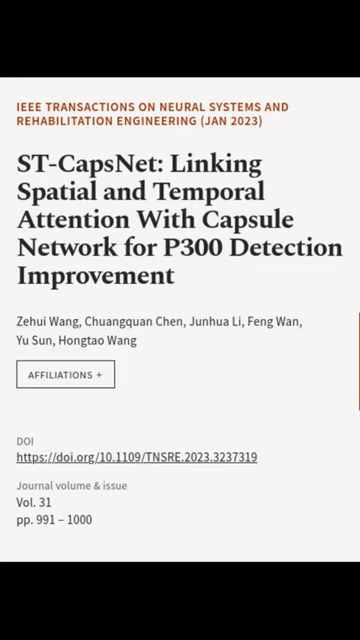 IEEE TRANSACTIONS ON NEURAL SYSTEMS AND
REHABILITATION ENGINEERING (JAN 2023)
ST-CapsNet: Linking
Spatial and Temporal
Attention With Capsule
Network for P300 Detection
Improvement
Zehui Wang, Chuangquan Chen, Junhua Li, Feng Wan,
Yu Sun, Hongtao Wang
AFFILIATIONS +
DOI
https://doi.org/10.1109/TNSRE.2023.3237319
Journal volume & issue
Vol. 31
pp. 991 – 1000